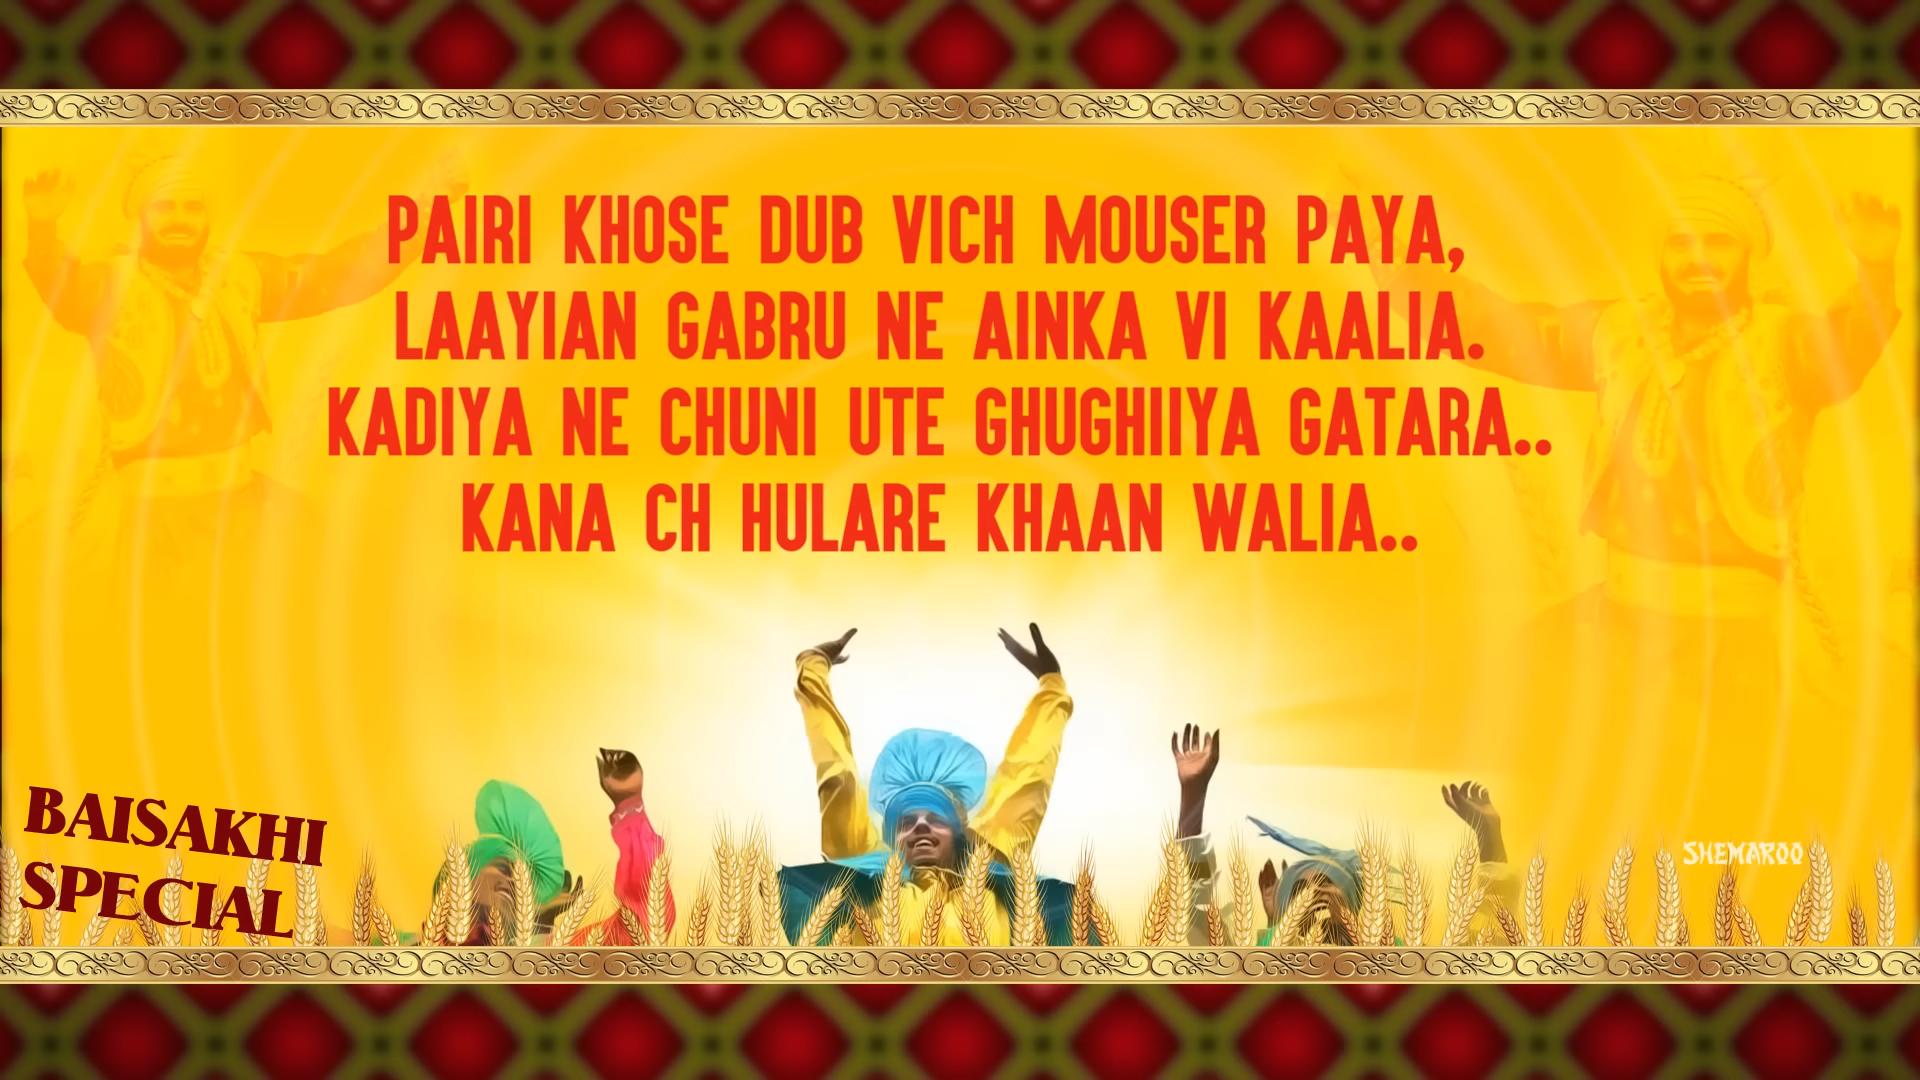 PAIRI KHOSE DUB VICH MOUSER PAYA,
LAAYIAN GABRU NE AINKA VI KAALIA.
KADIYA NE CHUNI UTE GHUGHIIYA GATARA..
KANA CH HULARE KHAAN WALIA..
BAISAKHI
SPECIAL
SHEMAROO